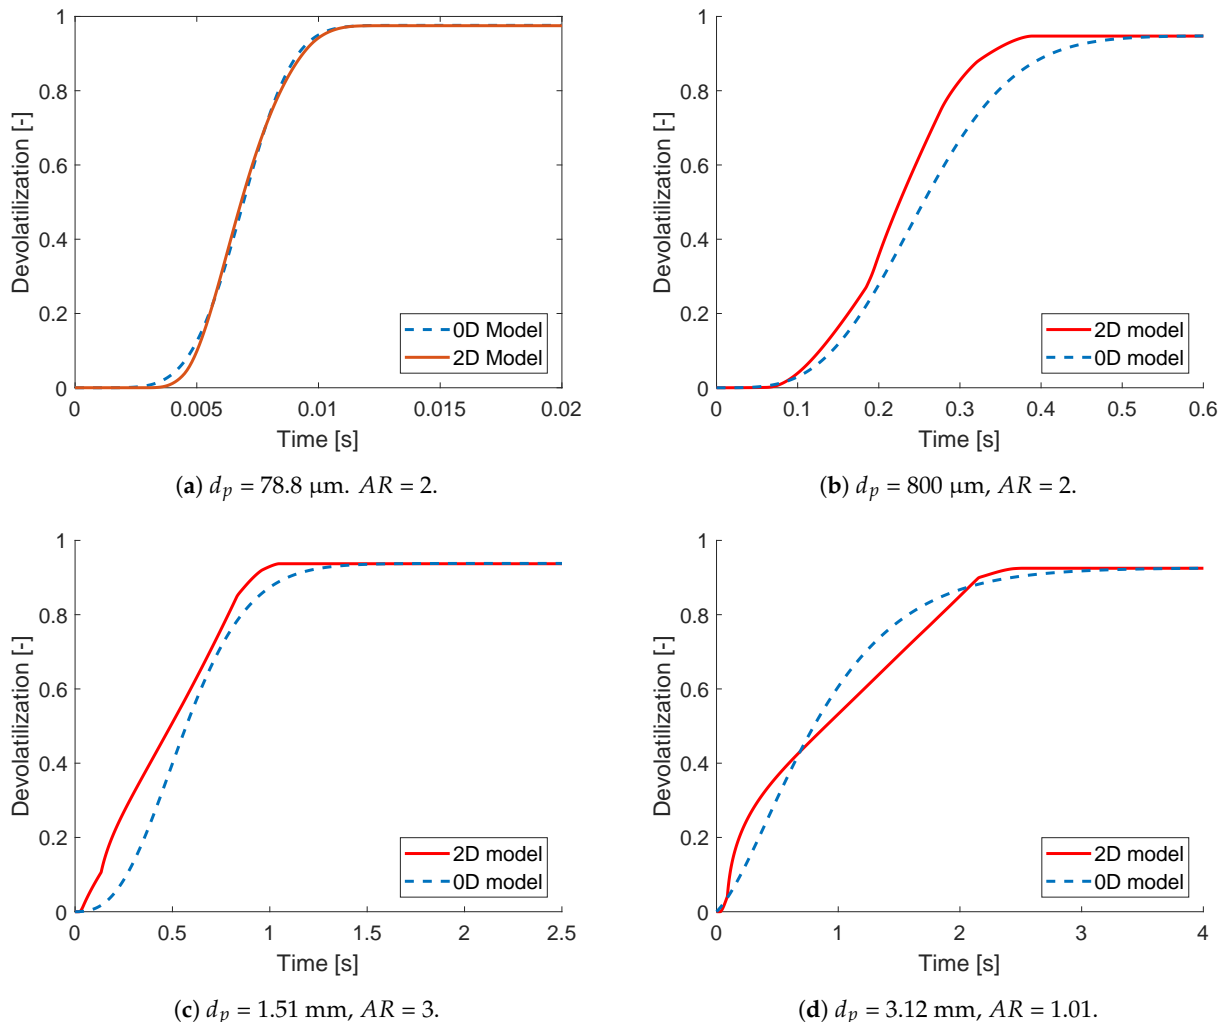 1
0.8
0.6
0.4
0.2
0
Devolatilization [-]
0D Model
2D Model
0 0.005 0.01 0.015 0.02
Time [s]
(a) dp = 78.8 µm. AR = 2.
1
0.8
0.6
0.4
0.2
0
Devolatilization [-]
2D model
0D model
0 0.1 0.2 0.3 0.4 0.5 0.6
Time [s]
(b) dp = 800 µm, AR = 2.
1
0.8
0.6
0.4
0.2
0
Devolatilization [-]
2D model
0D model
0 0.5 1 1.5 2 2.5
Time [s]
(c) dp = 1.51 mm, AR = 3.
1
0.8
0.6
0.4
0.2
0
Devolatilization [-]
2D model
0D model
0 1 2 3 4
Time [s]
(d) dp = 3.12 mm, AR = 1.01.